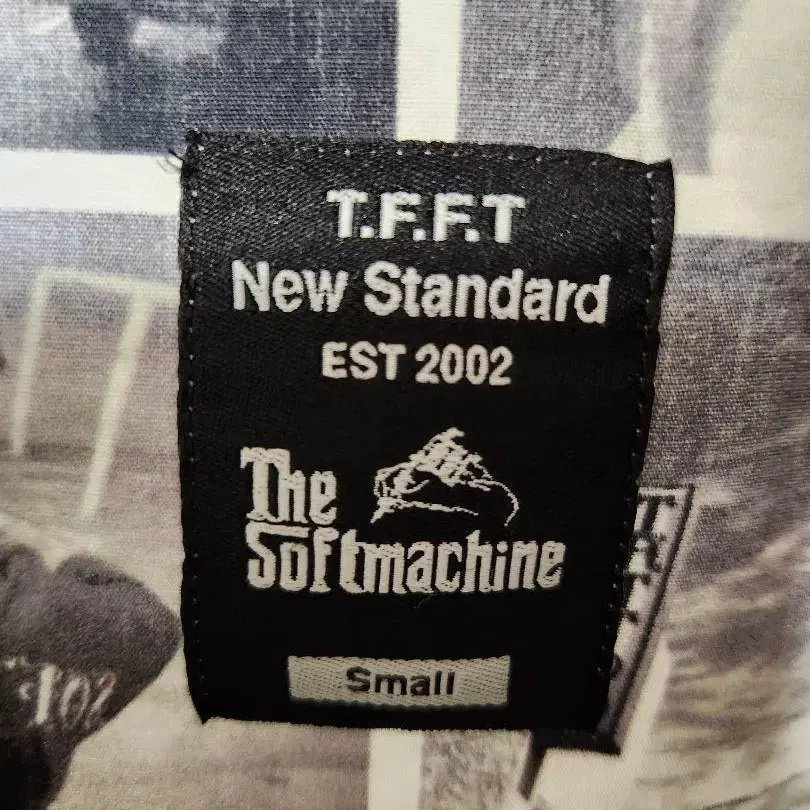 T.F.F.T
New Standard
EST 2002
The
Softmachine
Small